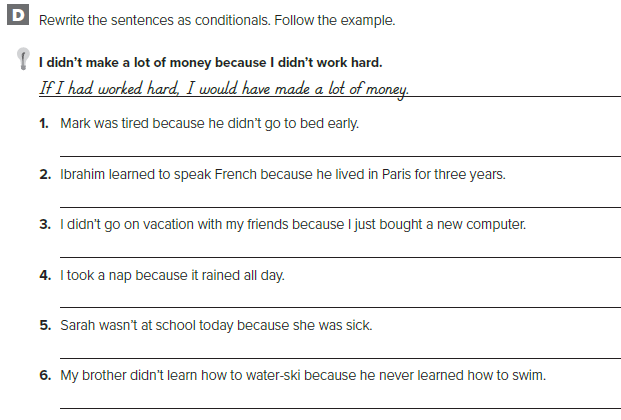 D Rewrite the sentences as conditionals. Follow the example.
I didn't make a lot of money because I didn't work hard.
If I had worked hard, I would have made a lot of money.
1. Mark was tired because he didn't go to bed early.
2. Ibrahim learned to speak French because he lived in Paris for three years.
3. I didn't go on vacation with my friends because I just bought a new computer.
4. I took a nap because it rained all day.
5. Sarah wasn't at school today because she was sick.
6. My brother didn't learn how to water-ski because he never learned how to swim.